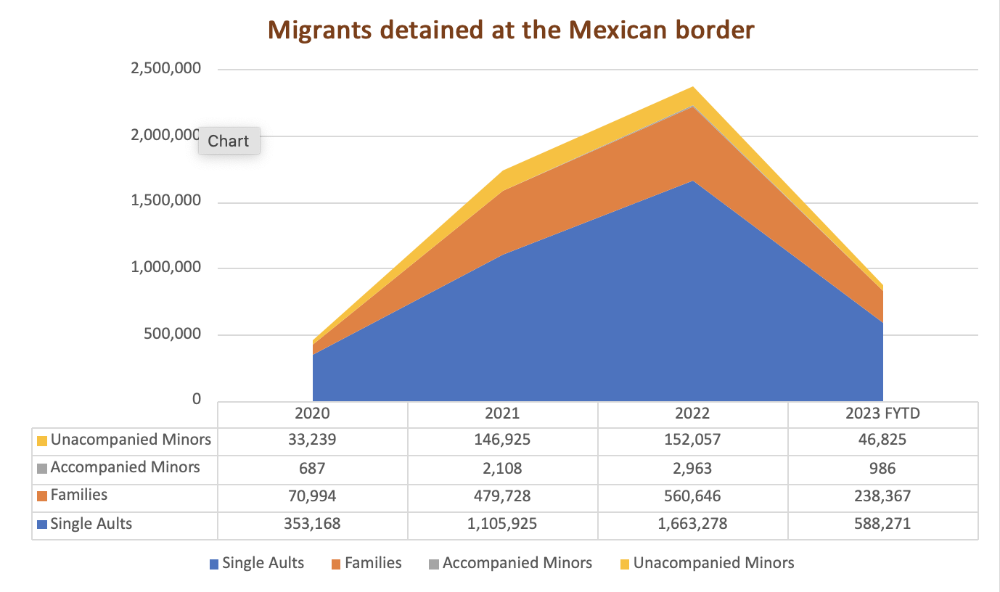 Migrants detained at the Mexican border
2,500,000
2,000,000
Chart
1,500,000
1,000,000
500,000
0
2020 2021 2022 2023 FYTD
Unacompanied Minors 33,239 146,925 152,057 46,825
Accompanied Minors 687 2,108 2,963 986
Families 70,994 479,728 560,646 238,367
Single Aults 353,168 1,105,925 1,663,278 588,271
Single Aults Families Accompanied Minors Unacompanied Minors